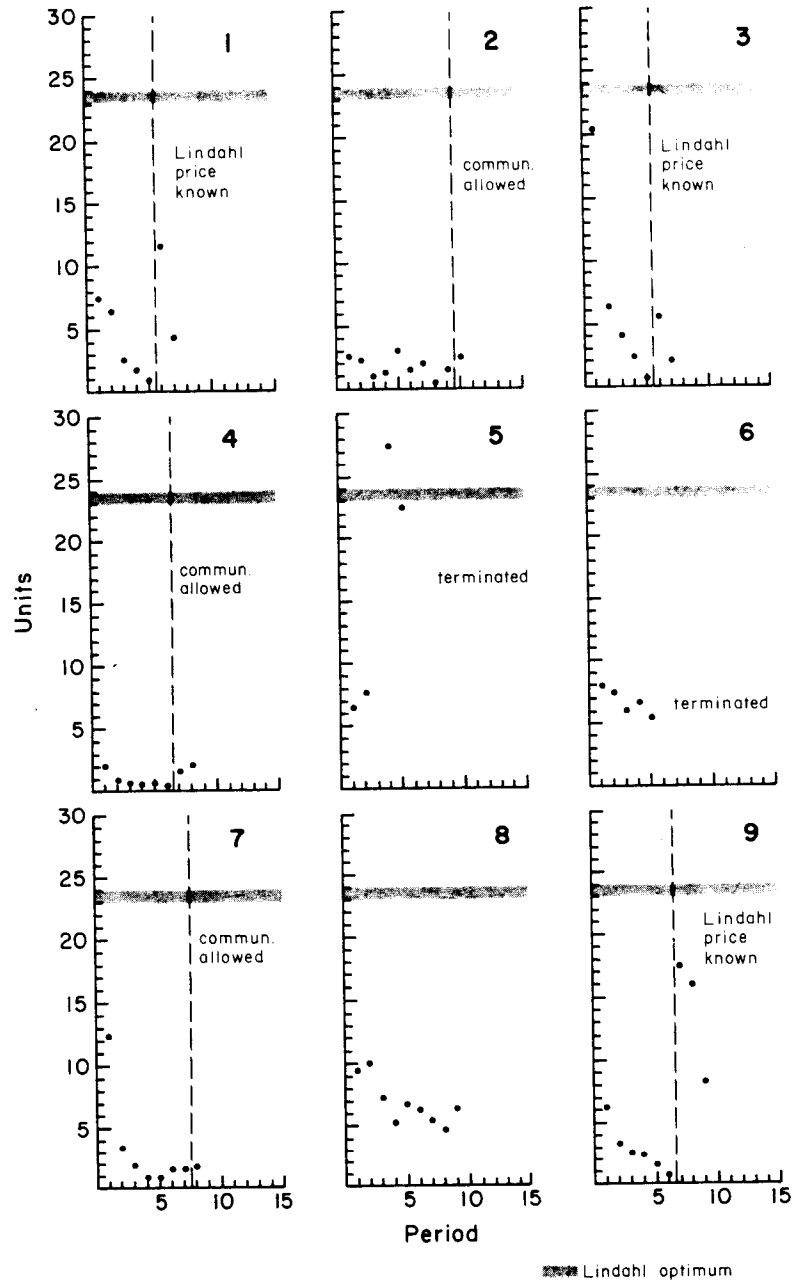 1
2
3
30
25
20
15
10
5
Lindahl
price
known
commun.
allowed
Lindahl
price
known
4
5
6
30
25
20
15
10
5
Units
commun.
allowed
terminated
terminated
7
8
9
30
25
20
15
10
5
commun.
allowed
Lindahl
price
known
5 10 15
5 10 15
5 10 15
Period
Lindahl optimum